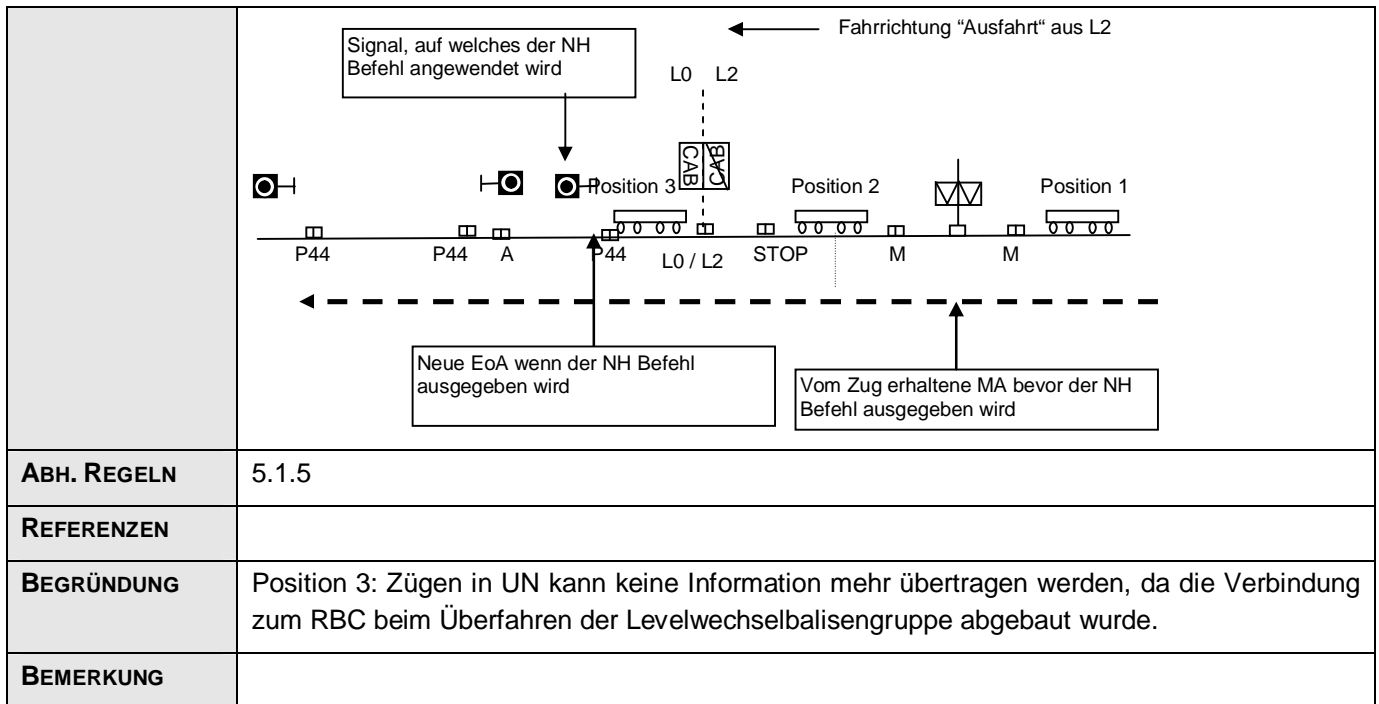 Fahrrichtung "Ausfahrt“ aus L2
Signal, auf welches der NH
Befehl angewendet wird
L0 L2
CAB CAB
Position 3 Position 2 Position 1
P44 P44 A P44 L0 / L2 STOP M M
Neue EoA wenn der NH Befehl
ausgegeben wird
Vom Zug erhaltene MA bevor der NH
Befehl ausgegeben wird
ABH. REGELN 5.1.5
REFERENZEN
BEGRÜNDUNG Position 3: Zügen in UN kann keine Information mehr übertragen werden, da die Verbindung
zum RBC beim Überfahren der Levelwechselbalisengruppe abgebaut wurde.
BEMERKUNG